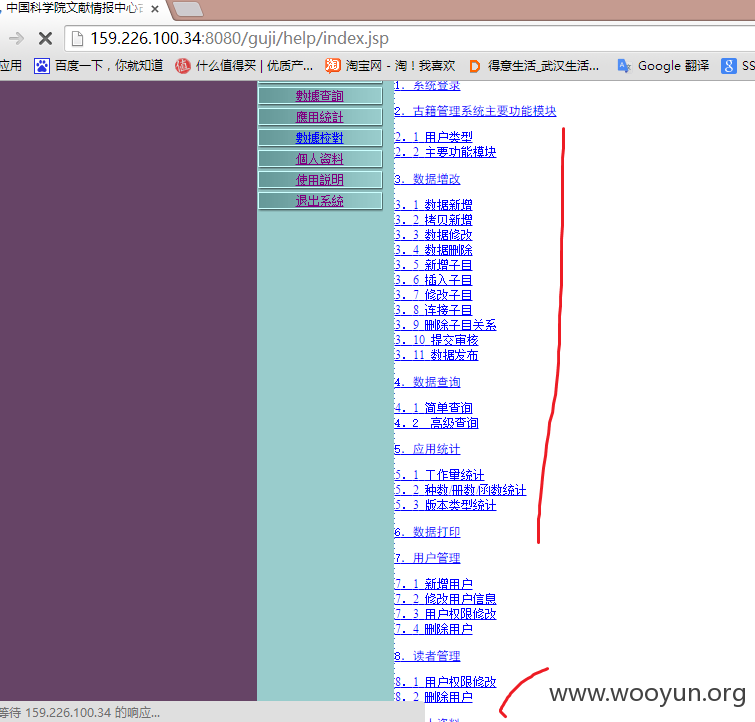 ，中国科学院文献情报中心
159.226.100.34:8080/guji/help/index.jsp
应用 百度一下，你就知道 什么值得买 | 优质产... 淘宝网 - 淘！我喜欢 得意生活_武汉生活... Google 翻译 SS
數據查詢
應用統計
數據校對
個人資料
使用説明
退出系統
1. 系统登录
2. 古籍管理系统主要功能模块
2. 1 用户类型
2. 2 主要功能模块
3. 数据增改
3. 1 数据新增
3. 2 拷贝新增
3. 3 数据修改
3. 4 数据删除
3. 5 新增子目
3. 6 插入子目
3. 7 修改子目
3. 8 连接子目
3. 9 删除子目关系
3. 10 提交审核
3. 11 数据发布
4. 数据查询
4. 1 简单查询
4. 2 高级查询
5. 应用统计
5. 1 工作量统计
5. 2 种数/册数/函数统计
5. 3 版本类型统计
6. 数据打印
7. 用户管理
7. 1 新增用户
7. 2 修改用户信息
7. 3 用户权限修改
7. 4 删除用户
8. 读者管理
8. 1 用户权限修改
8. 2 删除用户
等待 159.226.100.34 的响应...
www.wooyun.org